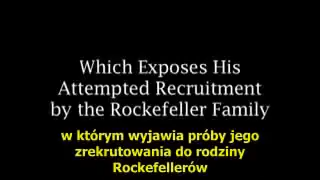 Which Exposes His
Attempted Recruitment
by the Rockefeller Family
w którym wyjawia próby jego
zrekrutowania do rodziny
Rockefellerów